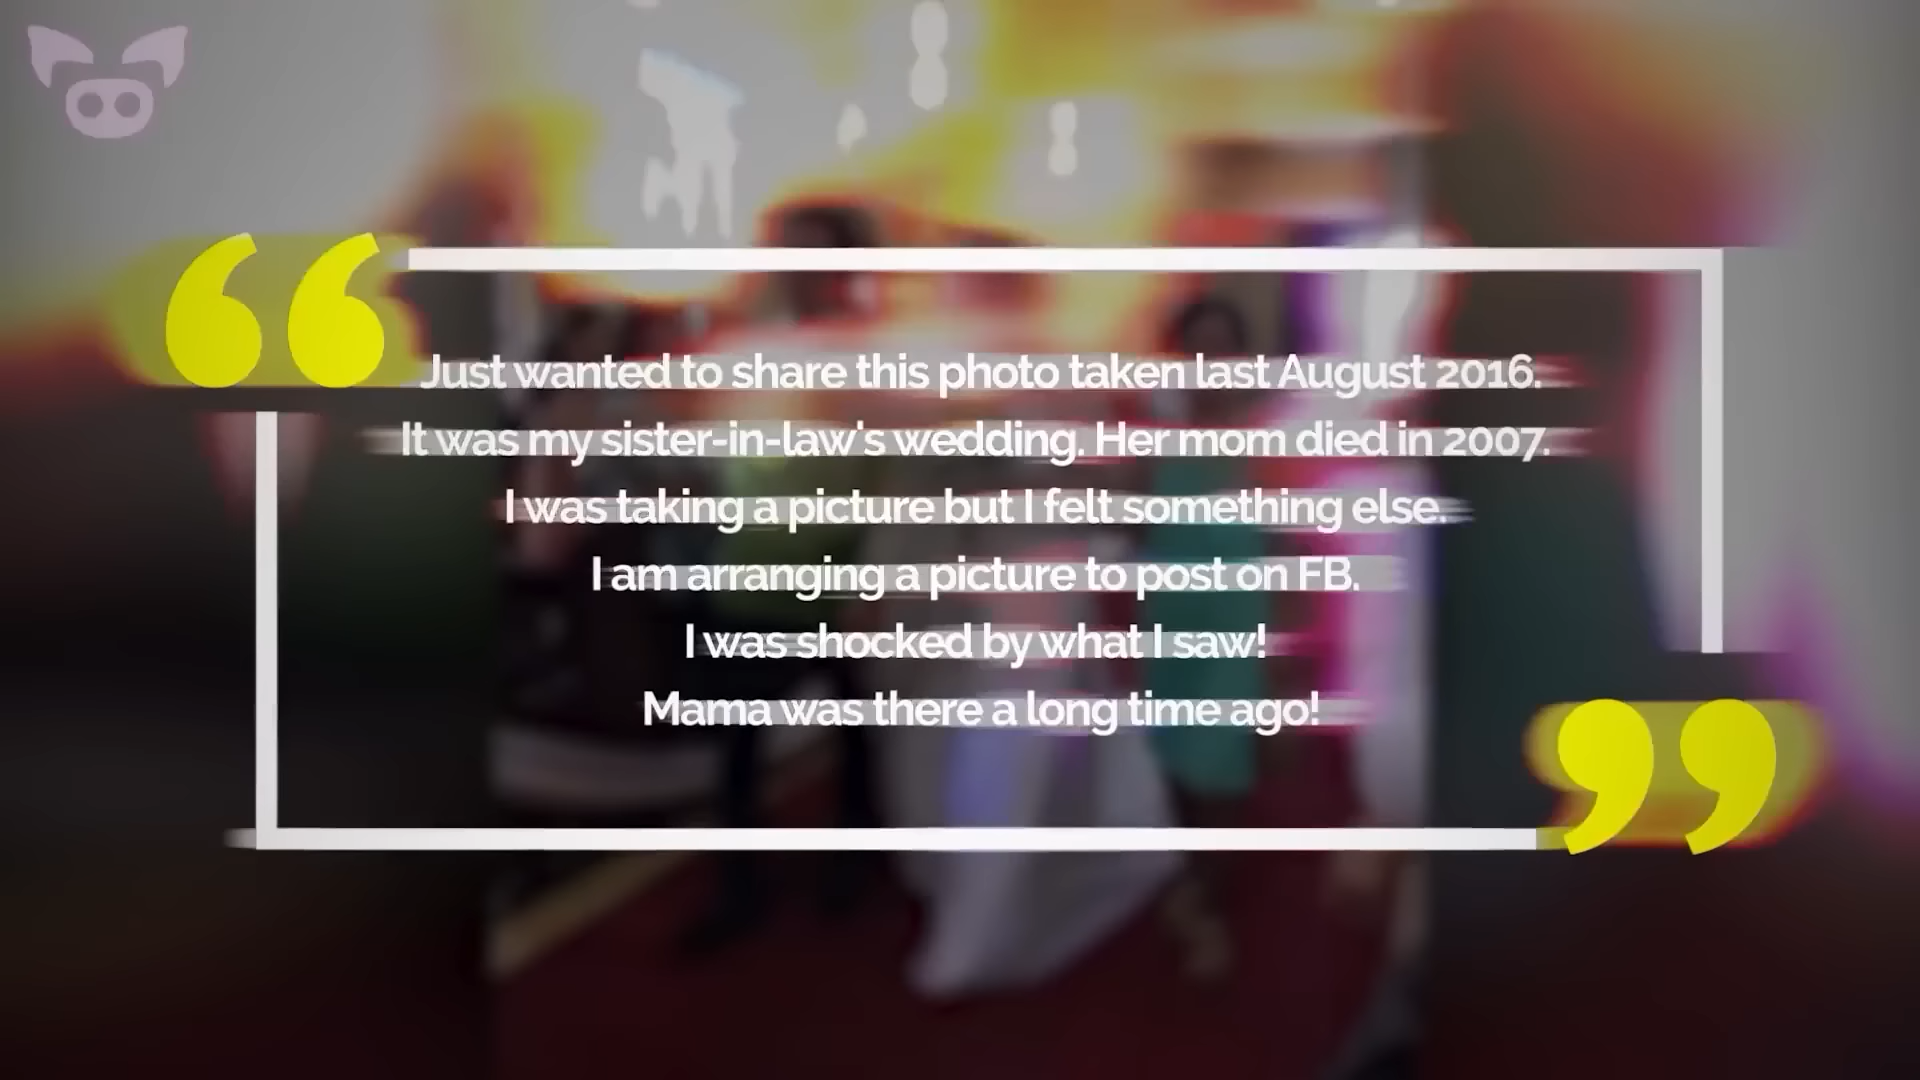 Just wanted to share this photo taken last August 2016.
It was my sister-in-law's wedding. Her mom died in 2007.
I was taking a picture but I felt something else.
I am arranging a picture to post on FB.
I was shocked by what I saw!
Mama was there a long time ago!